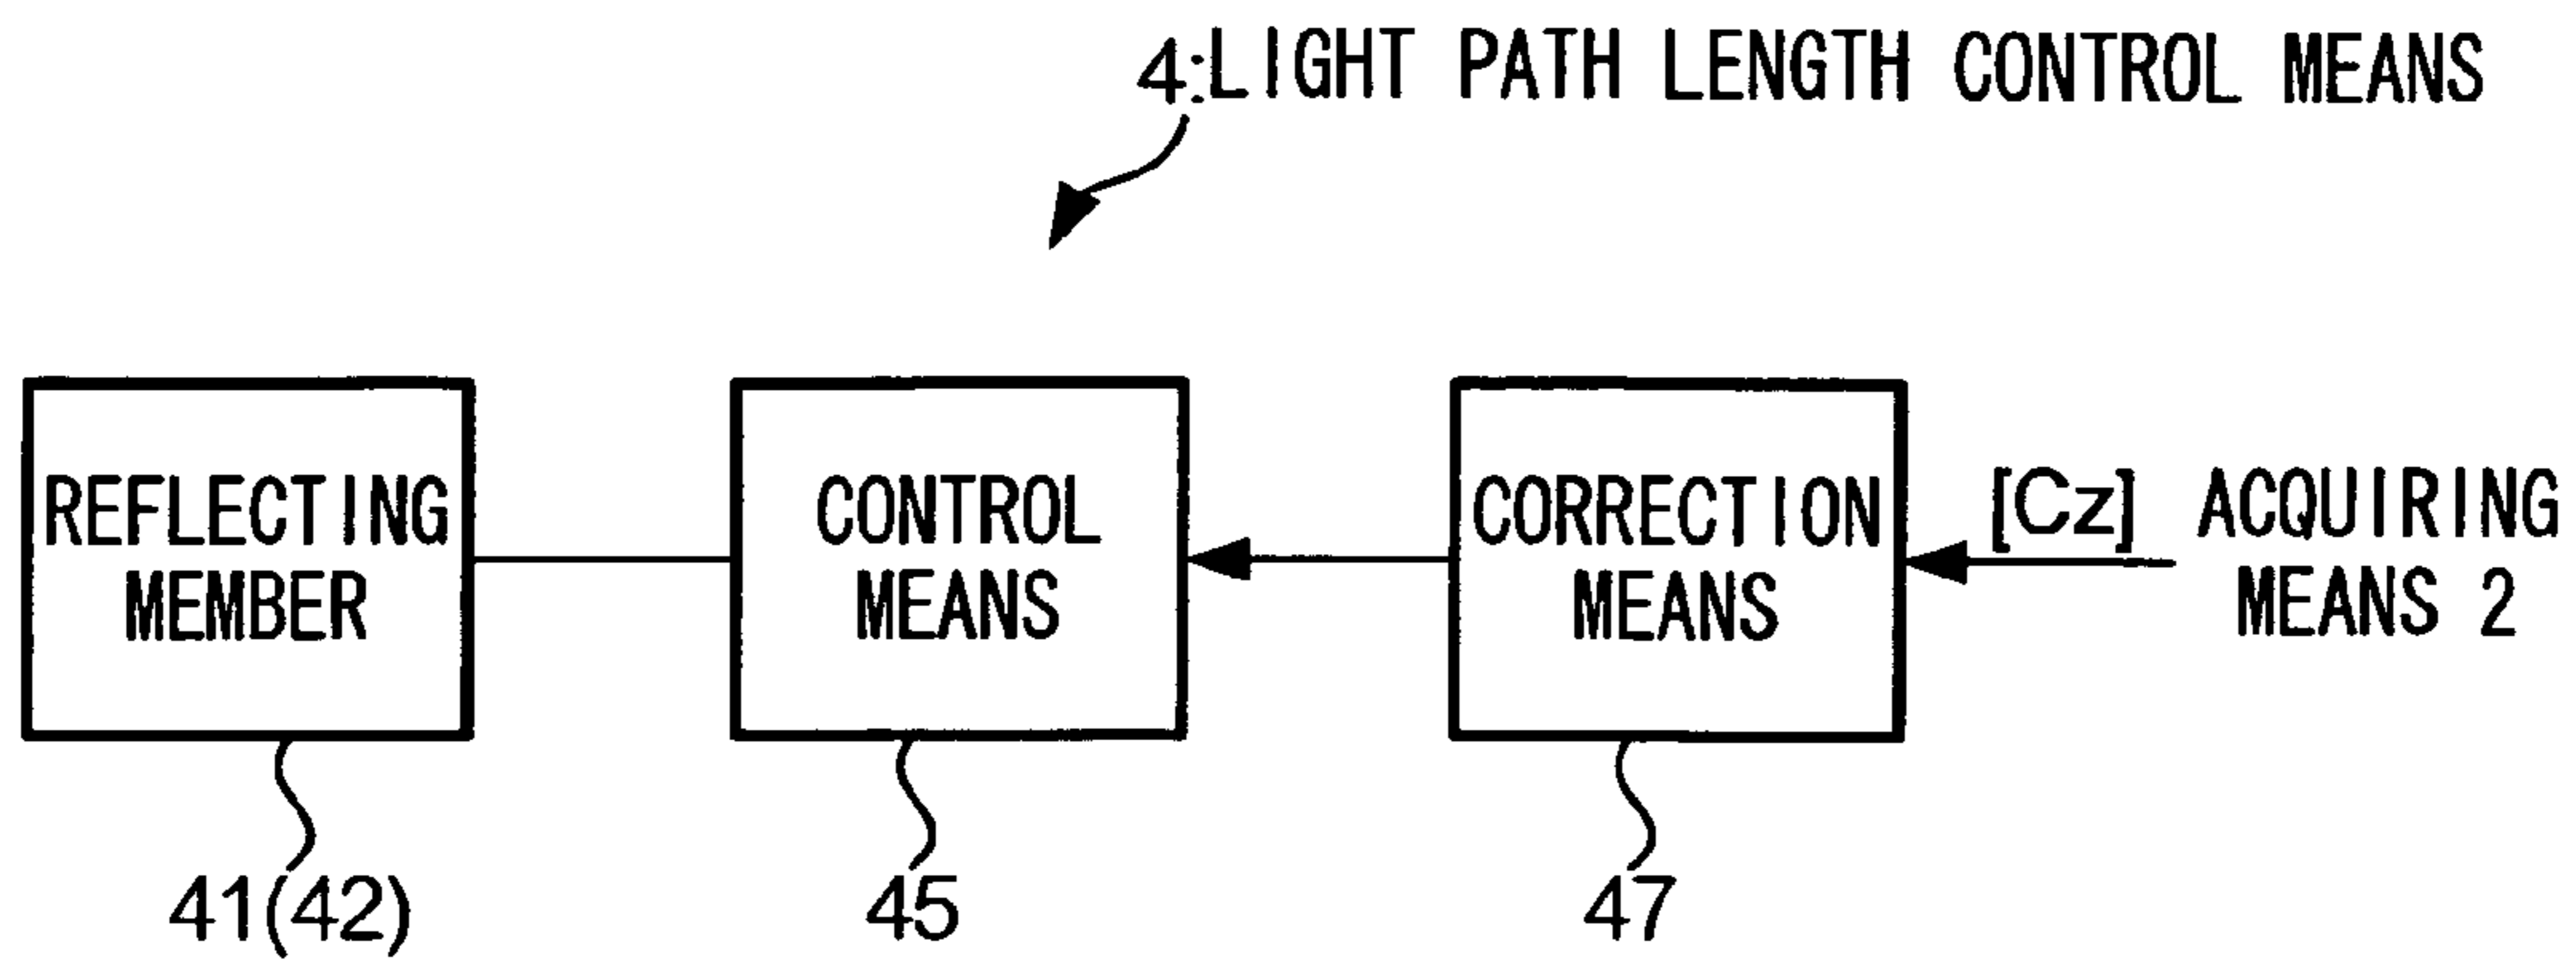 4:LIGHT PATH LENGTH CONTROL MEANS
REFLECTING
MEMBER
CONTROL
MEANS
CORRECTION
MEANS
[Cz]
ACQUIRING
MEANS 2
41(42)
45
47